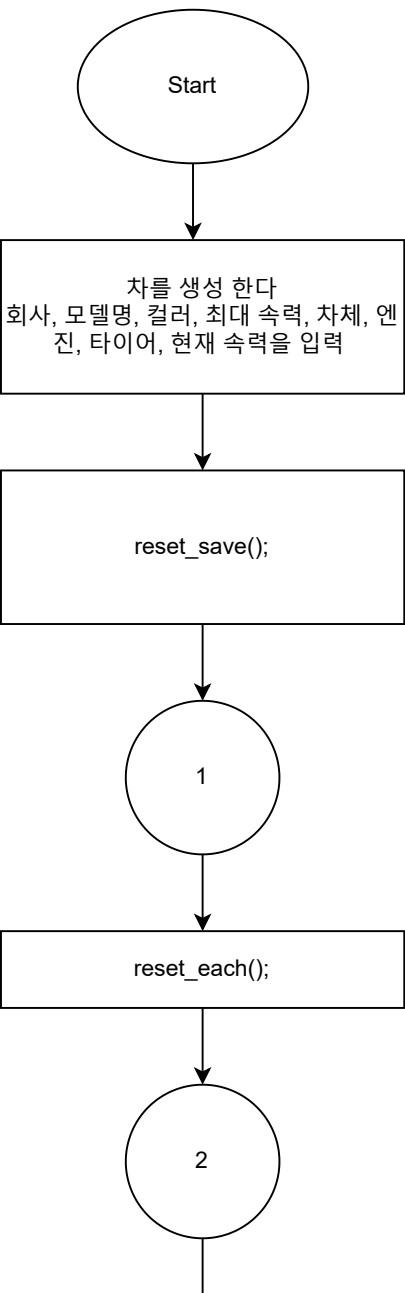 Start
차를 생성 한다
회사, 모델명, 컬러, 최대 속력, 차체, 엔
진, 타이어, 현재 속력을 입력
reset_save();
1
reset_each();
2